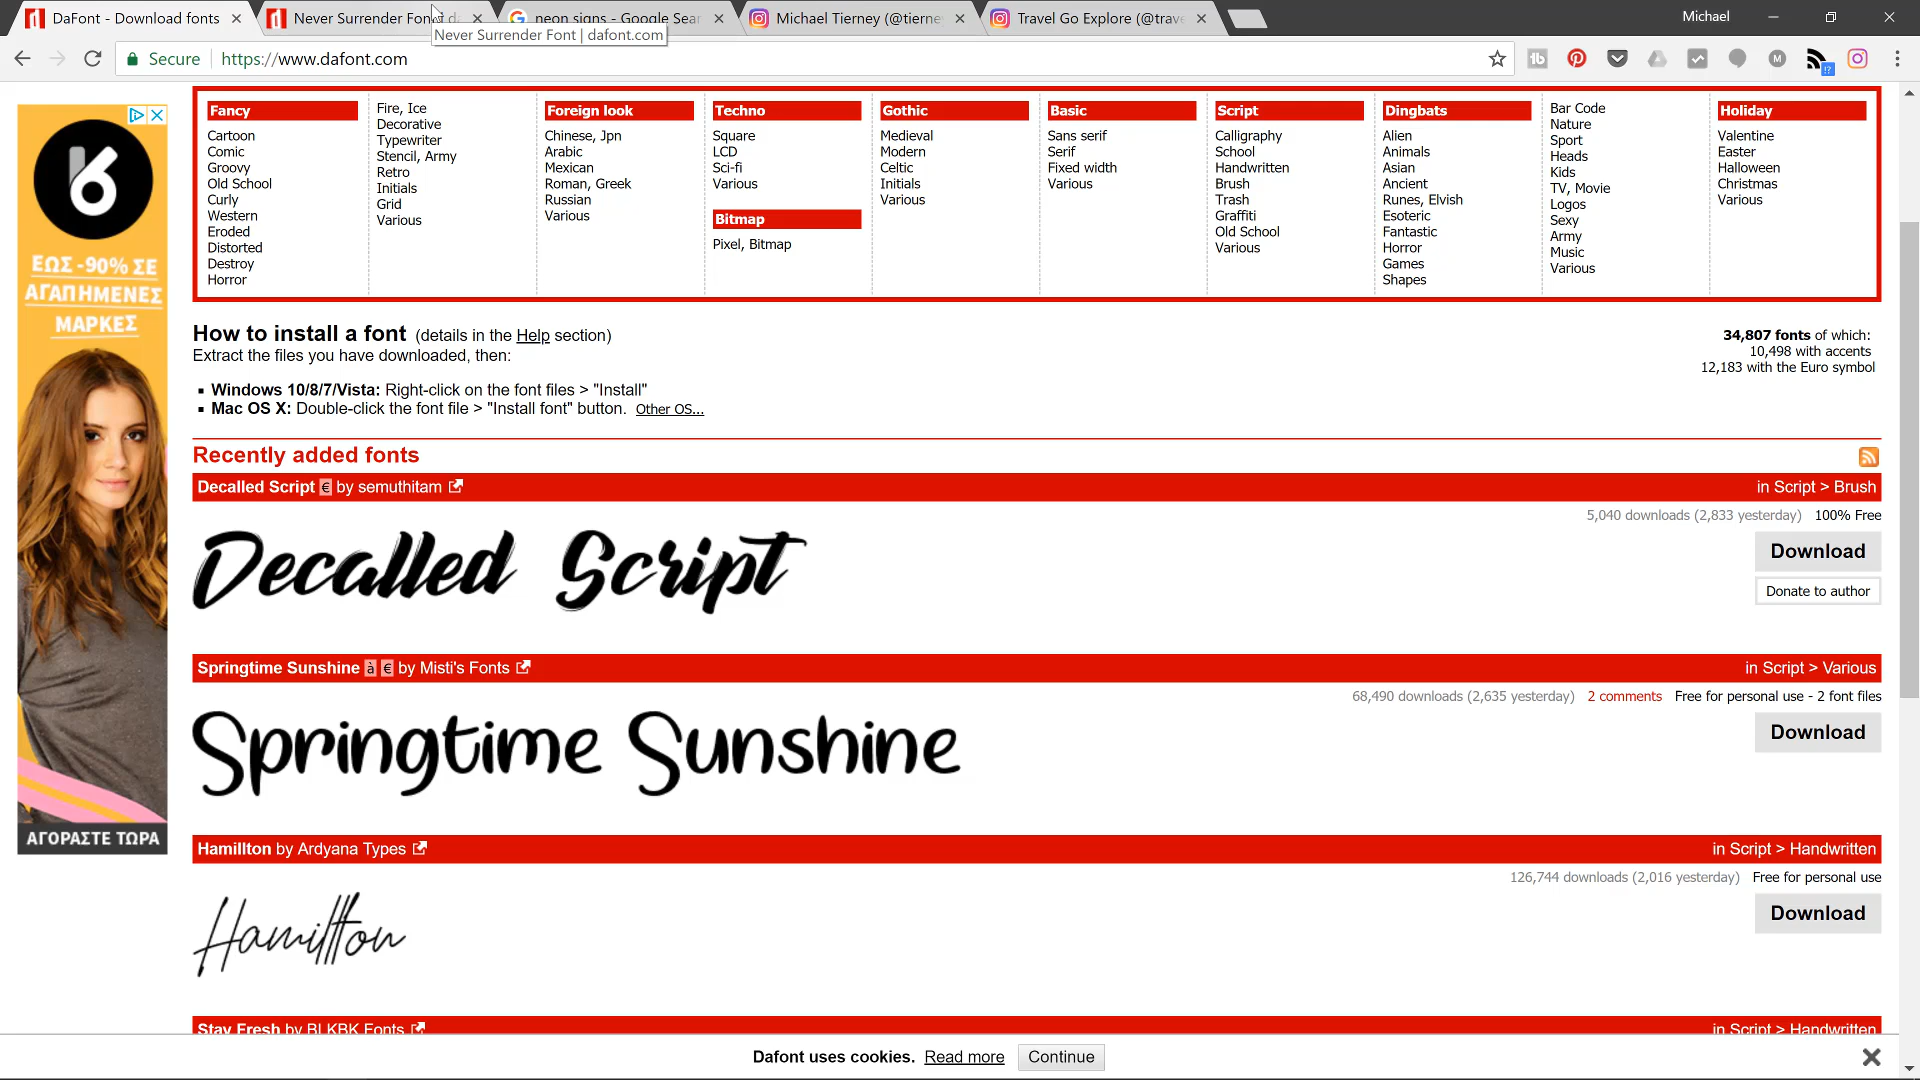 DaFont - Download fonts
Never Surrender Font
neon signs - Google Sear
Michael Tierney (@tierne
Travel Go Explore (@trave
Michael
Never Surrender Font | dafont.com
Secure
https://www.dafont.com
Fancy
Cartoon
Comic
Groovy
Old School
Curly
Western
Eroded
Distorted
Destroy
Horror
Fire, Ice
Decorative
Typewriter
Stencil, Army
Retro
Initials
Grid
Various
Foreign look
Chinese, Jpn
Arabic
Mexican
Roman, Greek
Russian
Various
Techno
Square
LCD
Sci-fi
Various
Bitmap
Pixel, Bitmap
Gothic
Medieval
Modern
Celtic
Initials
Various
Basic
Sans serif
Serif
Fixed width
Various
Script
Calligraphy
School
Handwritten
Brush
Trash
Graffiti
Old School
Various
Dingbats
Alien
Animals
Asian
Ancient
Runes, Elvish
Esoteric
Fantastic
Horror
Games
Shapes
Bar Code
Nature
Sport
Heads
Kids
TV, Movie
Logos
Sexy
Army
Music
Various
Holiday
Valentine
Easter
Halloween
Christmas
Various
ΕΩΣ -90% ΣΕ
ΑΓΑΠΗΜΕΝΕΣ
ΜΑΡΚΕΣ
ΑΓΟΡΑΣΤΕ ΤΩΡΑ
How to install a font (details in the Help section)
Extract the files you have downloaded, then:
Windows 10/8/7/Vista: Right-click on the font files > "Install"
Mac OS X: Double-click the font file > "Install font" button. Other OS...
34,807 fonts of which:
10,498 with accents
12,183 with the Euro symbol
Recently added fonts
Decalled Script € by semuthitam
in Script > Brush
5,040 downloads (2,833 yesterday) 100% Free
Decalled Script
Download
Donate to author
Springtime Sunshine à € by Misti's Fonts
in Script > Various
68,490 downloads (2,635 yesterday) 2 comments Free for personal use - 2 font files
Springtime Sunshine
Download
Hamillton by Ardyana Types
in Script > Handwritten
126,744 downloads (2,016 yesterday) Free for personal use
Hamillton
Download
Stay Fresh by BLKBK Fonts
in Script > Handwritten
Dafont uses cookies. Read more Continue